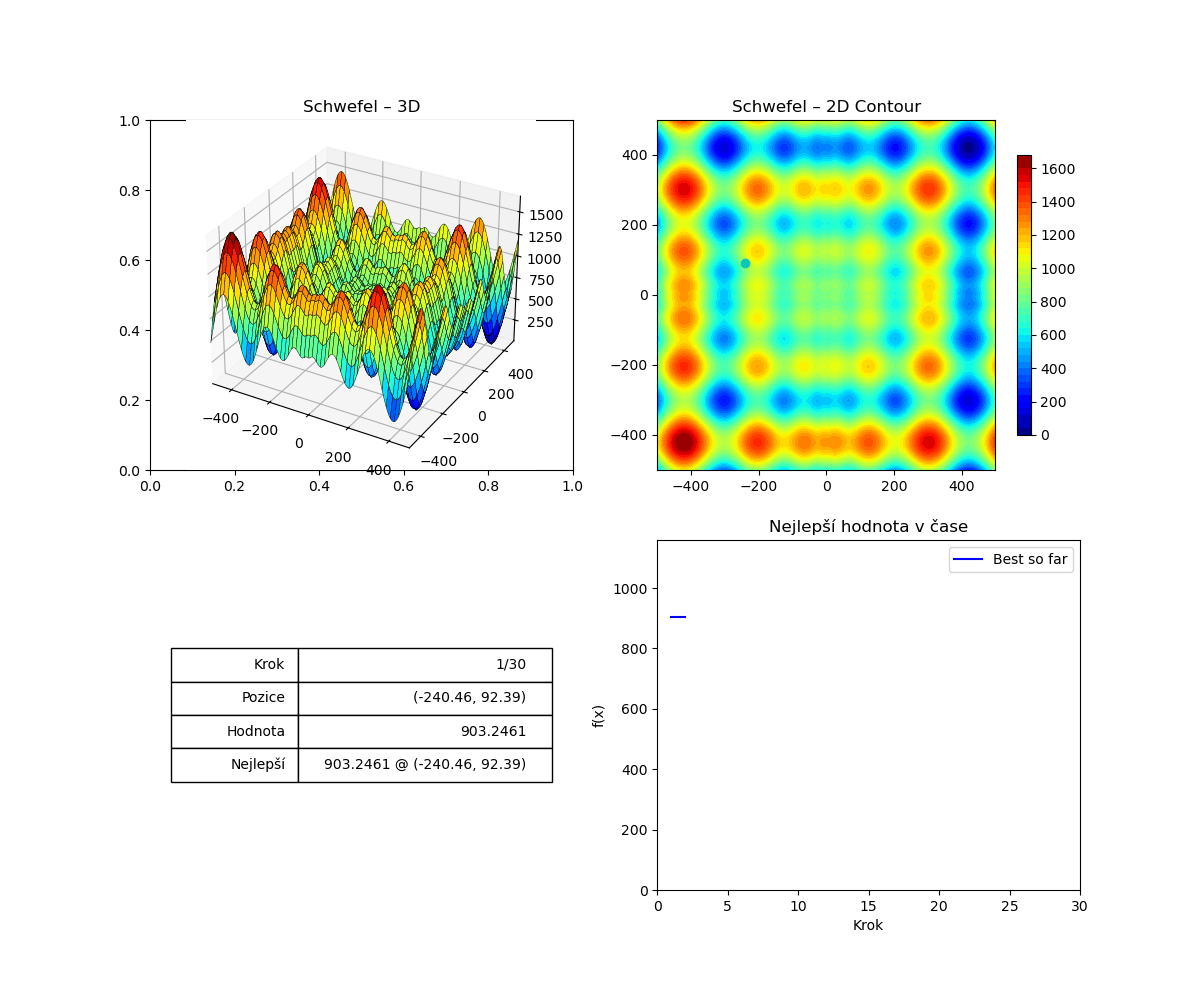 Schwefel – 3D
1.0
0.8
0.6
0.4
0.2
0.0
0.0 0.2 0.4 0.6 0.8 1.0
1500
1250
1000
750
500
250
−400 −200 0 200 400
−400 −200 0 200 400
Schwefel – 2D Contour
400
200
0
−200
−400
−400 −200 0 200 400
1600
1400
1200
1000
800
600
400
200
0
Krok 1/30
Pozice (-240.46, 92.39)
Hodnota 903.2461
Nejlepší 903.2461 @ (-240.46, 92.39)
Nejlepší hodnota v čase
Best so far
f(x)
1000
800
600
400
200
0
0 5 10 15 20 25 30
Krok